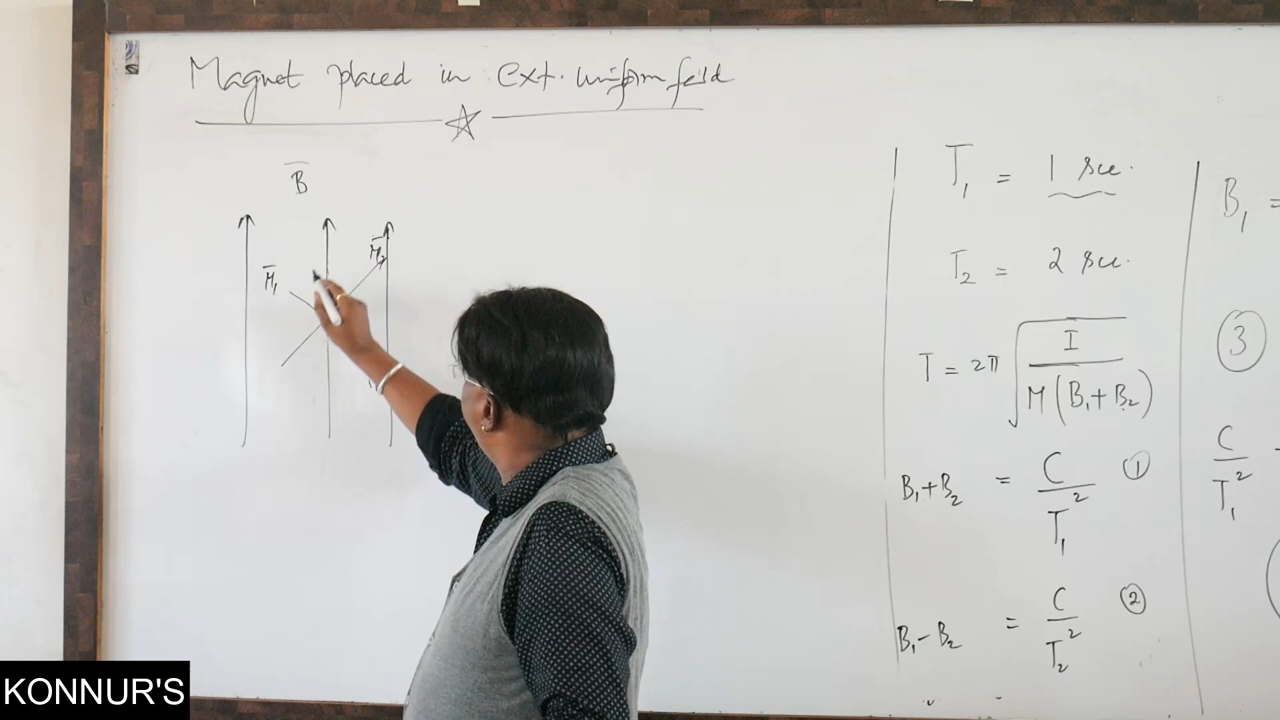 Magnet placed in ext. uniform feild
B
M₁
M₂
T₁ = 1 sec.
T₂ = 2 sec.
T = 2π √(I / M(B₁+B₂))
B₁+B₂ = C / T₁² ①
B₁-B₂ = C / T₂² ②
B₁ =
③
C / T₁²
KONNUR'S